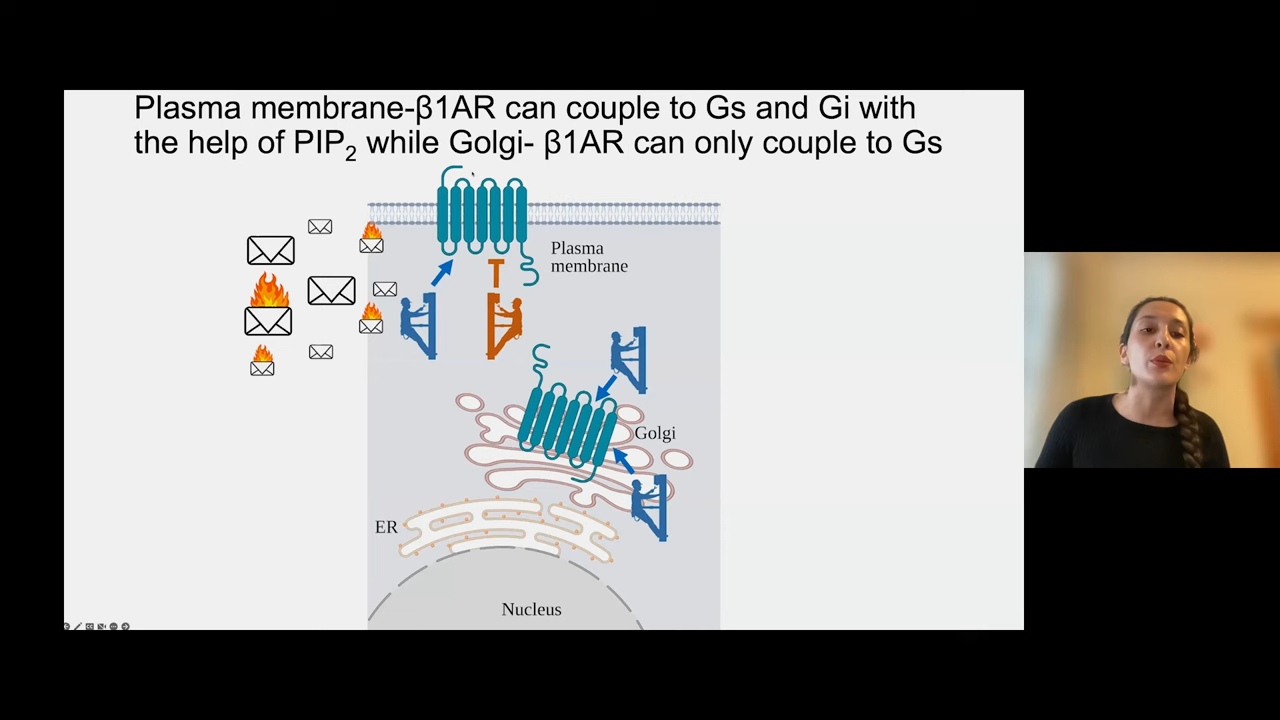 Plasma membrane-β1AR can couple to Gs and Gi with
the help of PIP₂ while Golgi- β1AR can only couple to Gs
Plasma
membrane
Golgi
ER
Nucleus